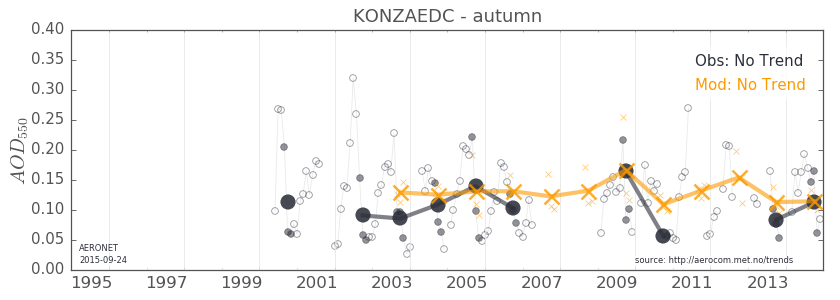 KONZAEDC - autumn
0.40
0.35
0.30
0.25
0.20
0.15
0.10
0.05
0.00
AOD550
Obs: No Trend
Mod: No Trend
AERONET
2015-09-24
source: http://aerocom.met.no/trends
1995 1997 1999 2001 2003 2005 2007 2009 2011 2013